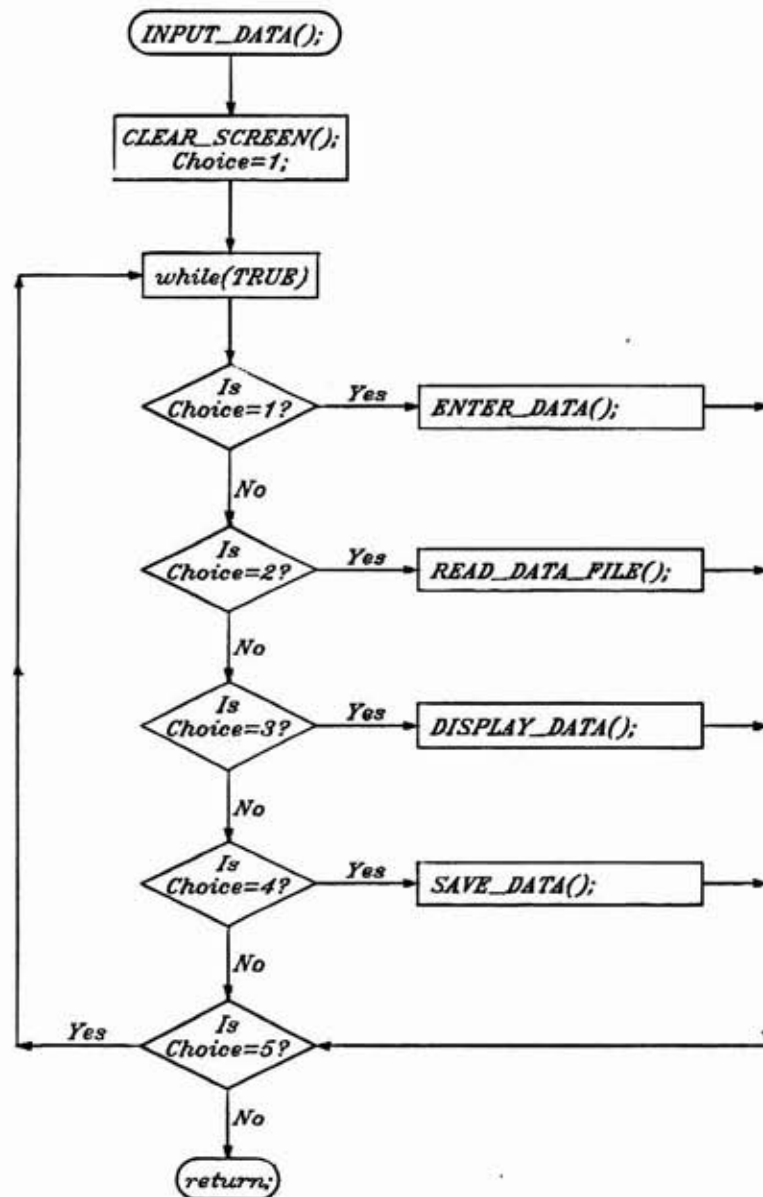 INPUT_DATA();
CLEAR_SCREEN();
Choice=1;
while(TRUE)
Is
Choice=1?
Yes
ENTER_DATA();
No
Is
Choice=2?
Yes
READ_DATA_FILE();
No
Is
Choice=3?
Yes
DISPLAY_DATA();
No
Is
Choice=4?
Yes
SAVE_DATA();
No
Yes
Is
Choice=5?
No
return;